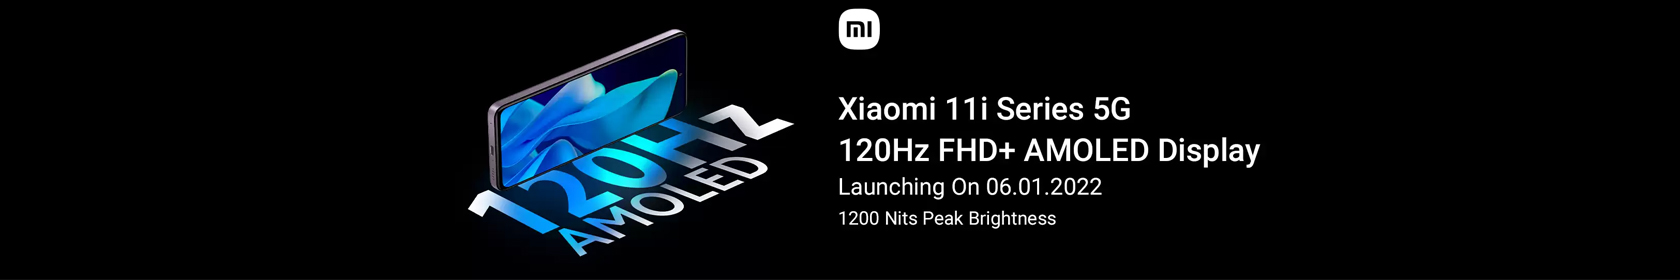 120Hz
AMOLED
mi
Xiaomi 11i Series 5G
120Hz FHD+ AMOLED Display
Launching On 06.01.2022
1200 Nits Peak Brightness